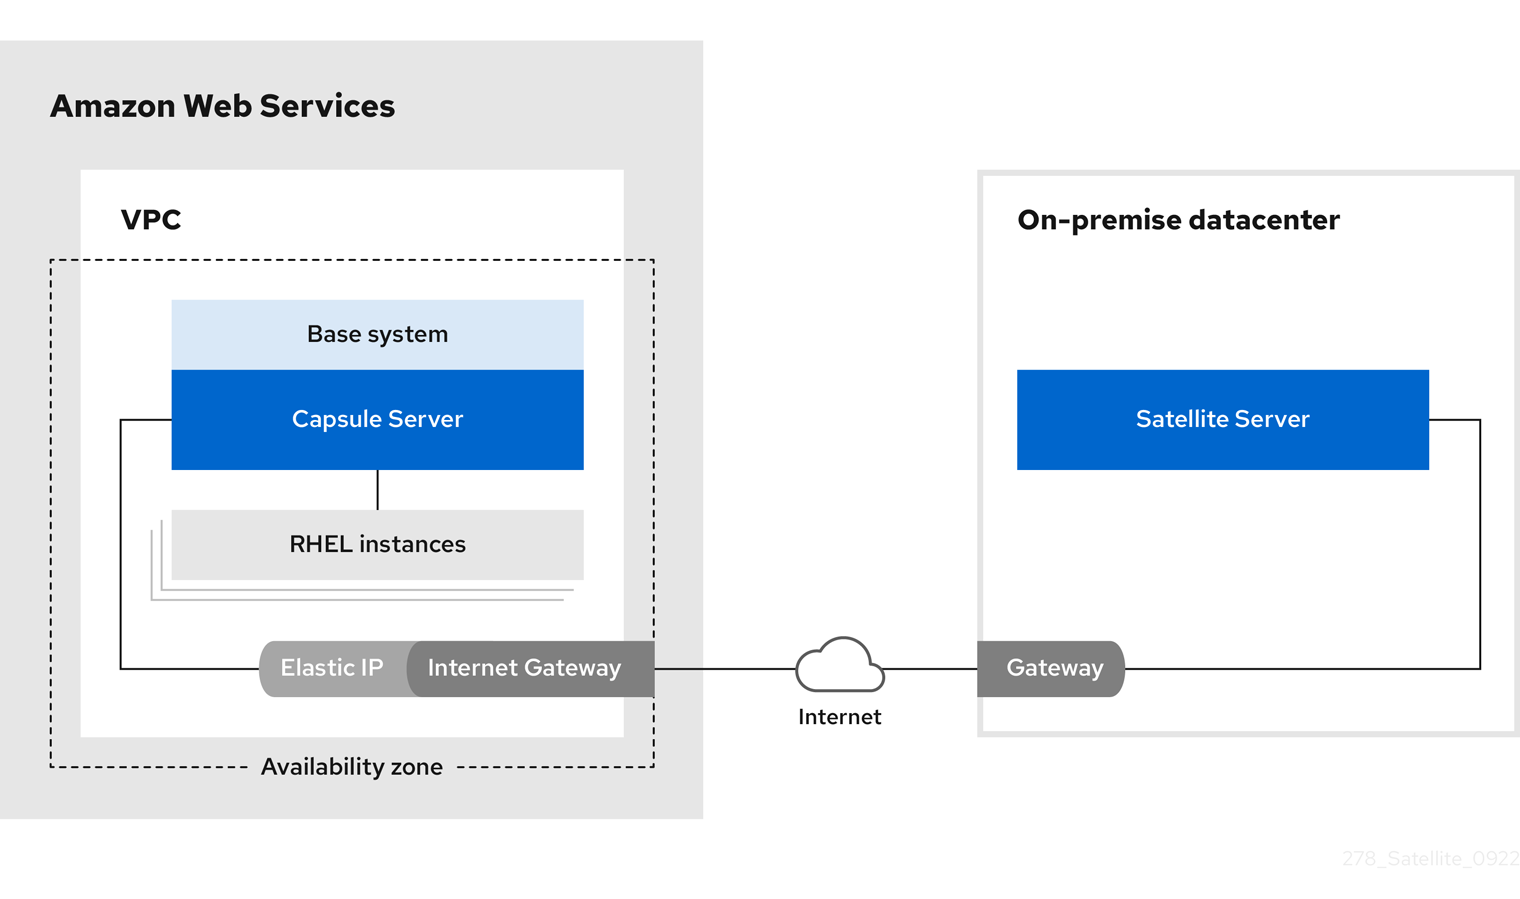 Amazon Web Services
VPC
Base system
Capsule Server
RHEL instances
Elastic IP
Internet Gateway
Availability zone
Internet
On-premise datacenter
Satellite Server
Gateway
278_Satellite_0922